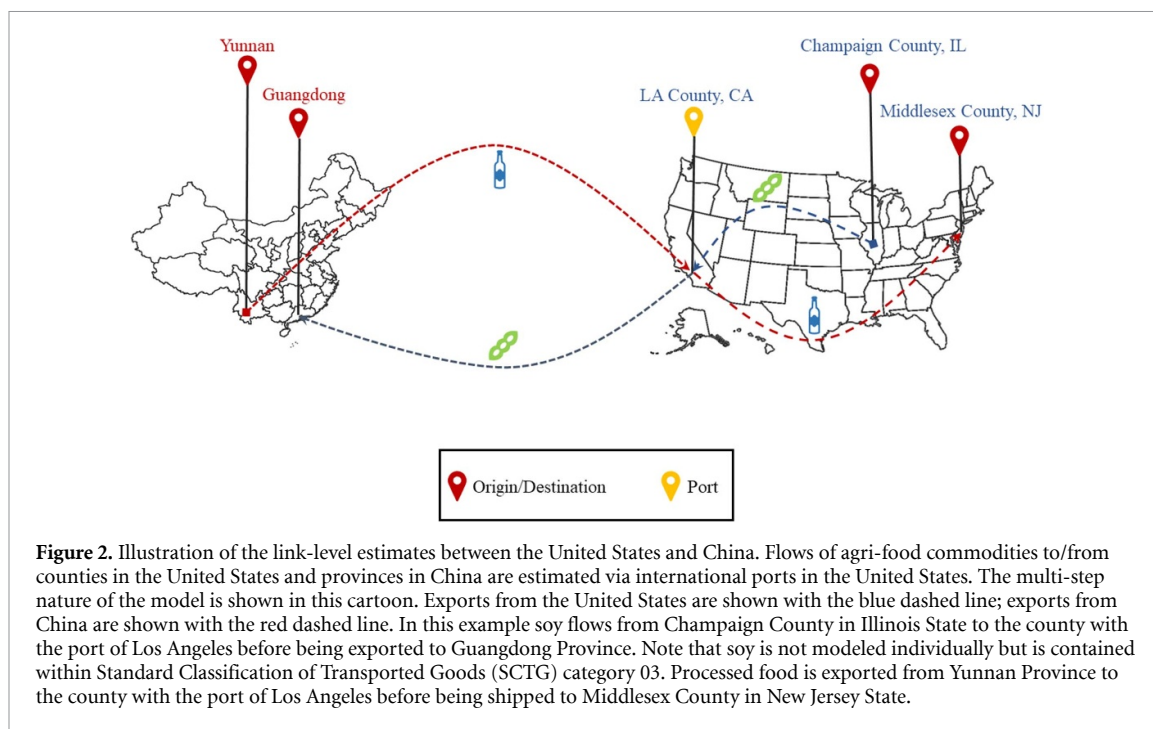 Yunnan
Guangdong
Champaign County, IL
LA County, CA
Middlesex County, NJ
Origin/Destination
Port
Figure 2. Illustration of the link-level estimates between the United States and China. Flows of agri-food commodities to/from
counties in the United States and provinces in China are estimated via international ports in the United States. The multi-step
nature of the model is shown in this cartoon. Exports from the United States are shown with the blue dashed line; exports from
China are shown with the red dashed line. In this example soy flows from Champaign County in Illinois State to the county with
the port of Los Angeles before being exported to Guangdong Province. Note that soy is not modeled individually but is contained
within Standard Classification of Transported Goods (SCTG) category 03. Processed food is exported from Yunnan Province to
the county with the port of Los Angeles before being shipped to Middlesex County in New Jersey State.